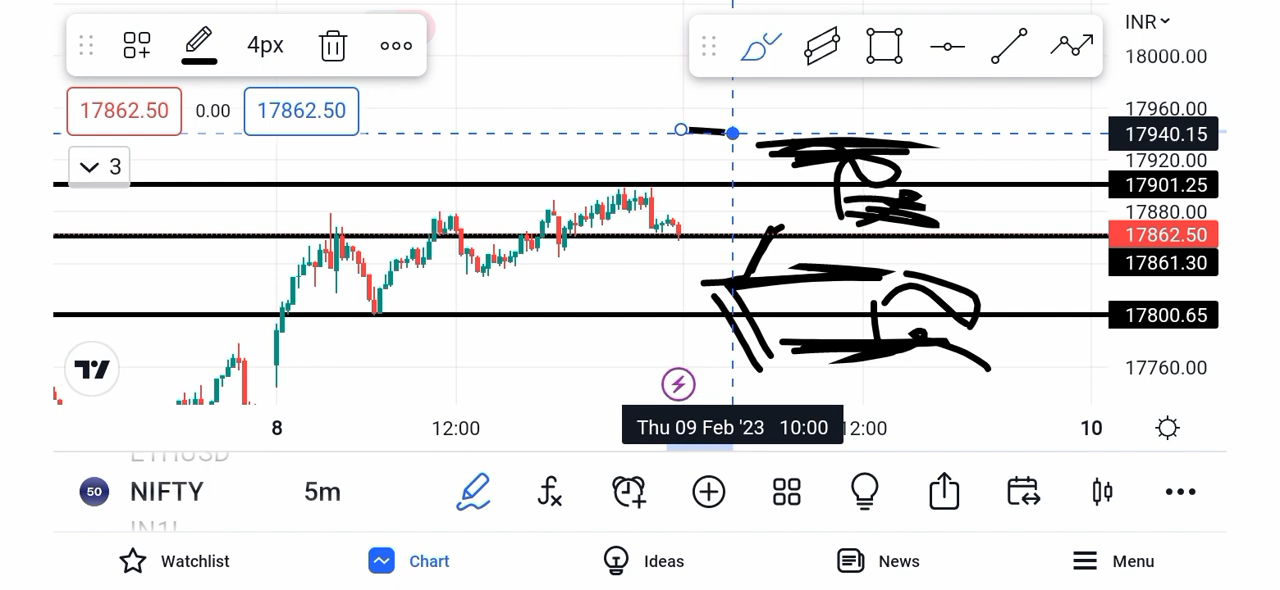 INR
4px
18000.00
17862.50 0.00 17862.50
17960.00
17940.15
3
17920.00
17901.25
17880.00
17862.50
17861.30
17800.65
17760.00
8 12:00 Thu 09 Feb '23 10:00 12:00 10
ETHUSD
50 NIFTY 5m
Watchlist Chart Ideas News Menu